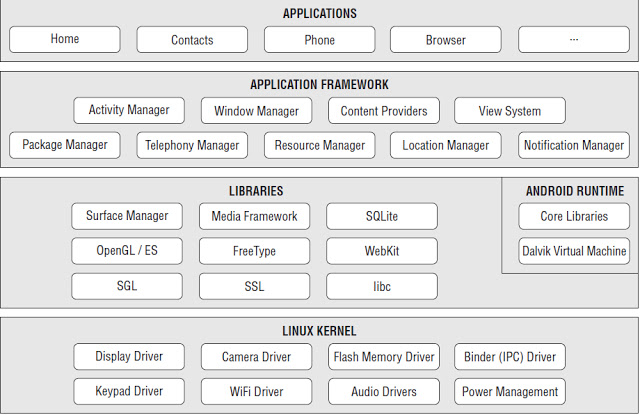 APPLICATIONS
Home
Contacts
Phone
Browser
...
APPLICATION FRAMEWORK
Activity Manager
Window Manager
Content Providers
View System
Package Manager
Telephony Manager
Resource Manager
Location Manager
Notification Manager
LIBRARIES
Surface Manager
Media Framework
SQLite
OpenGL / ES
FreeType
WebKit
SGL
SSL
libc
ANDROID RUNTIME
Core Libraries
Dalvik Virtual Machine
LINUX KERNEL
Display Driver
Camera Driver
Flash Memory Driver
Binder (IPC) Driver
Keypad Driver
WiFi Driver
Audio Drivers
Power Management